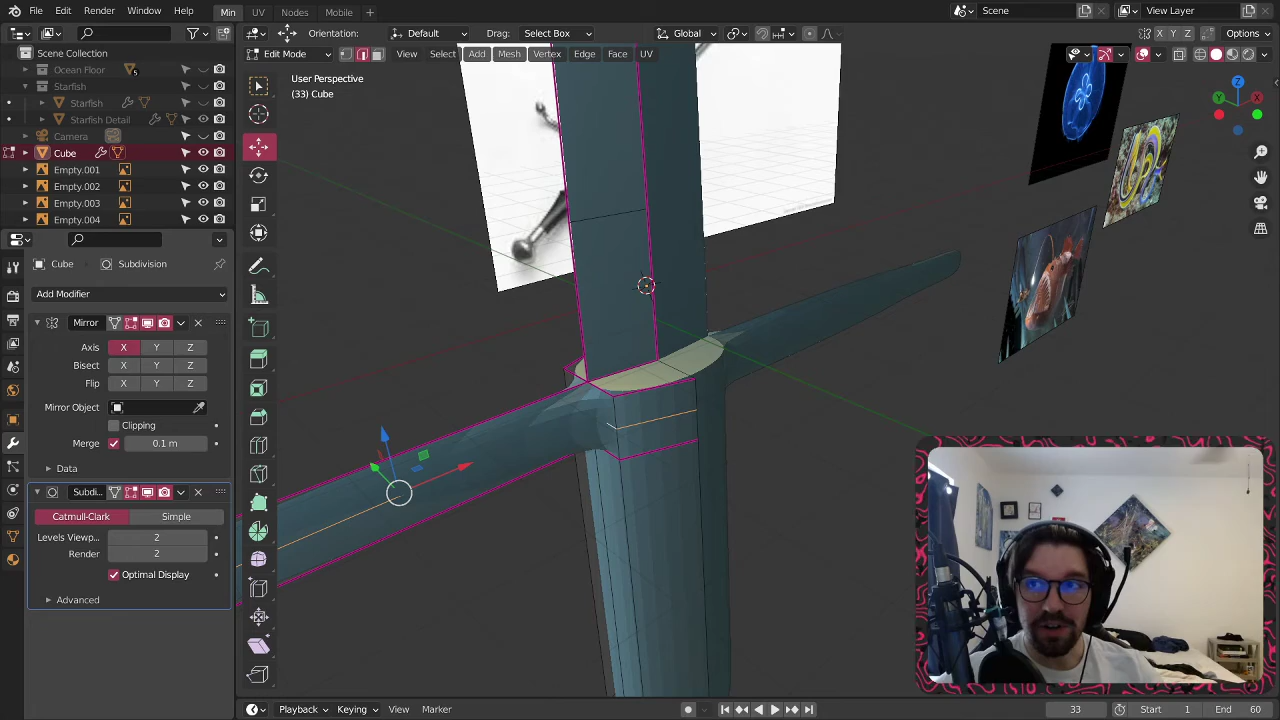 File Edit Render Window Help Min UV Nodes Mobile + Scene View Layer
Orientation: Default Drag: Select Box Global X Y Z Options
Scene Collection
Ocean Floor 5
Starfish
Starfish
Starfish Detail
Camera
Cube
Empty.001
Empty.002
Empty.003
Empty.004
Edit Mode View Select Add Mesh Vertex Edge Face UV
User Perspective
(33) Cube
Z
Y X
Cube Subdivision
Add Modifier
Mirror
Axis X Y Z
Bisect X Y Z
Flip X Y Z
Mirror Object
Clipping
Merge 0.1 m
Data
Subdi...
Catmull-Clark Simple
Levels Viewp... 2
Render 2
Optimal Display
Advanced
Playback Keying View Marker 33 Start 1 End 60